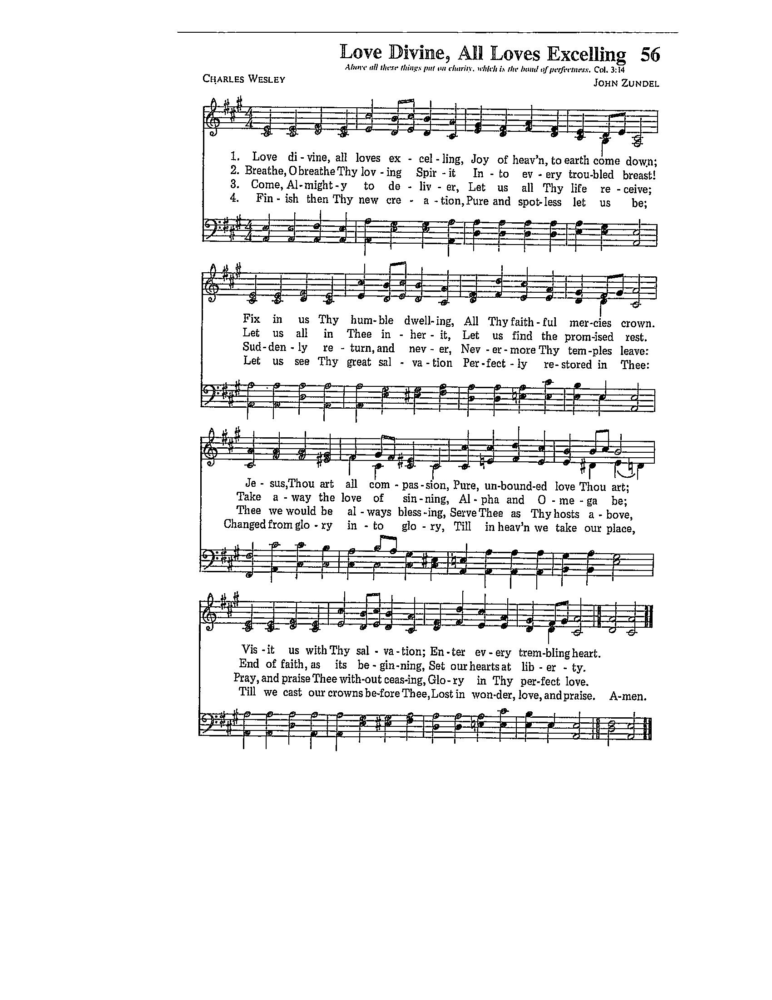 Love Divine, All Loves Excelling 56
Above all these things put on charity, which is the bond of perfectness. Col. 3:14
CHARLES WESLEY
JOHN ZUNDEL
1. Love di - vine, all loves ex - cel - ling, Joy of heav'n, to earth come down;
2. Breathe, O breathe Thy lov - ing Spir - it In - to ev - ery trou-bled breast!
3. Come, Al-might-y to de - liv - er, Let us all Thy life re - ceive;
4. Fin - ish then Thy new cre - a - tion, Pure and spot-less let us be;
Fix in us Thy hum-ble dwell-ing, All Thy faith-ful mer-cies crown.
Let us all in Thee in - her - it, Let us find the prom-ised rest.
Sud-den - ly re - turn, and nev - er, Nev - er-more Thy tem-ples leave:
Let us see Thy great sal - va - tion Per-fect - ly re-stored in Thee:
Je - sus, Thou art all com - pas-sion, Pure, un-bound-ed love Thou art;
Take a - way the love of sin-ning, Al - pha and O - me - ga be;
Thee we would be al - ways bless-ing, Serve Thee as Thy hosts a - bove,
Changed from glo - ry in - to glo - ry, Till in heav'n we take our place,
Vis - it us with Thy sal - va - tion; En-ter ev - ery trem-bling heart.
End of faith, as its be - gin-ning, Set our hearts at lib - er - ty.
Pray, and praise Thee with-out ceas-ing, Glo - ry in Thy per-fect love.
Till we cast our crowns be-fore Thee, Lost in won-der, love, and praise. A-men.